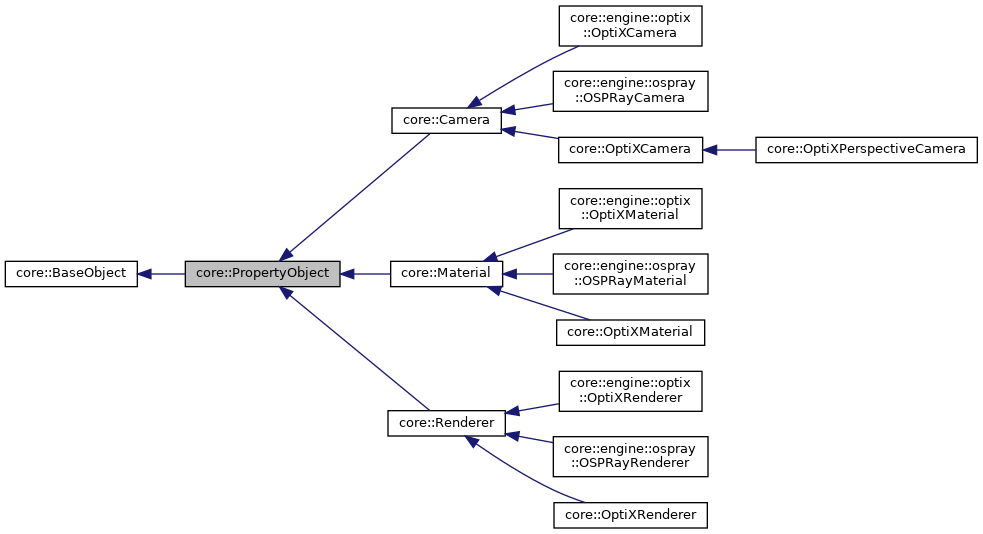 core::engine::optix
::OptiXCamera
core::engine::ospray
::OSPRayCamera
core::Camera
core::OptiXCamera
core::OptiXPerspectiveCamera
core::engine::optix
::OptiXMaterial
core::BaseObject
core::PropertyObject
core::Material
core::engine::ospray
::OSPRayMaterial
core::OptiXMaterial
core::engine::optix
::OptiXRenderer
core::Renderer
core::engine::ospray
::OSPRayRenderer
core::OptiXRenderer